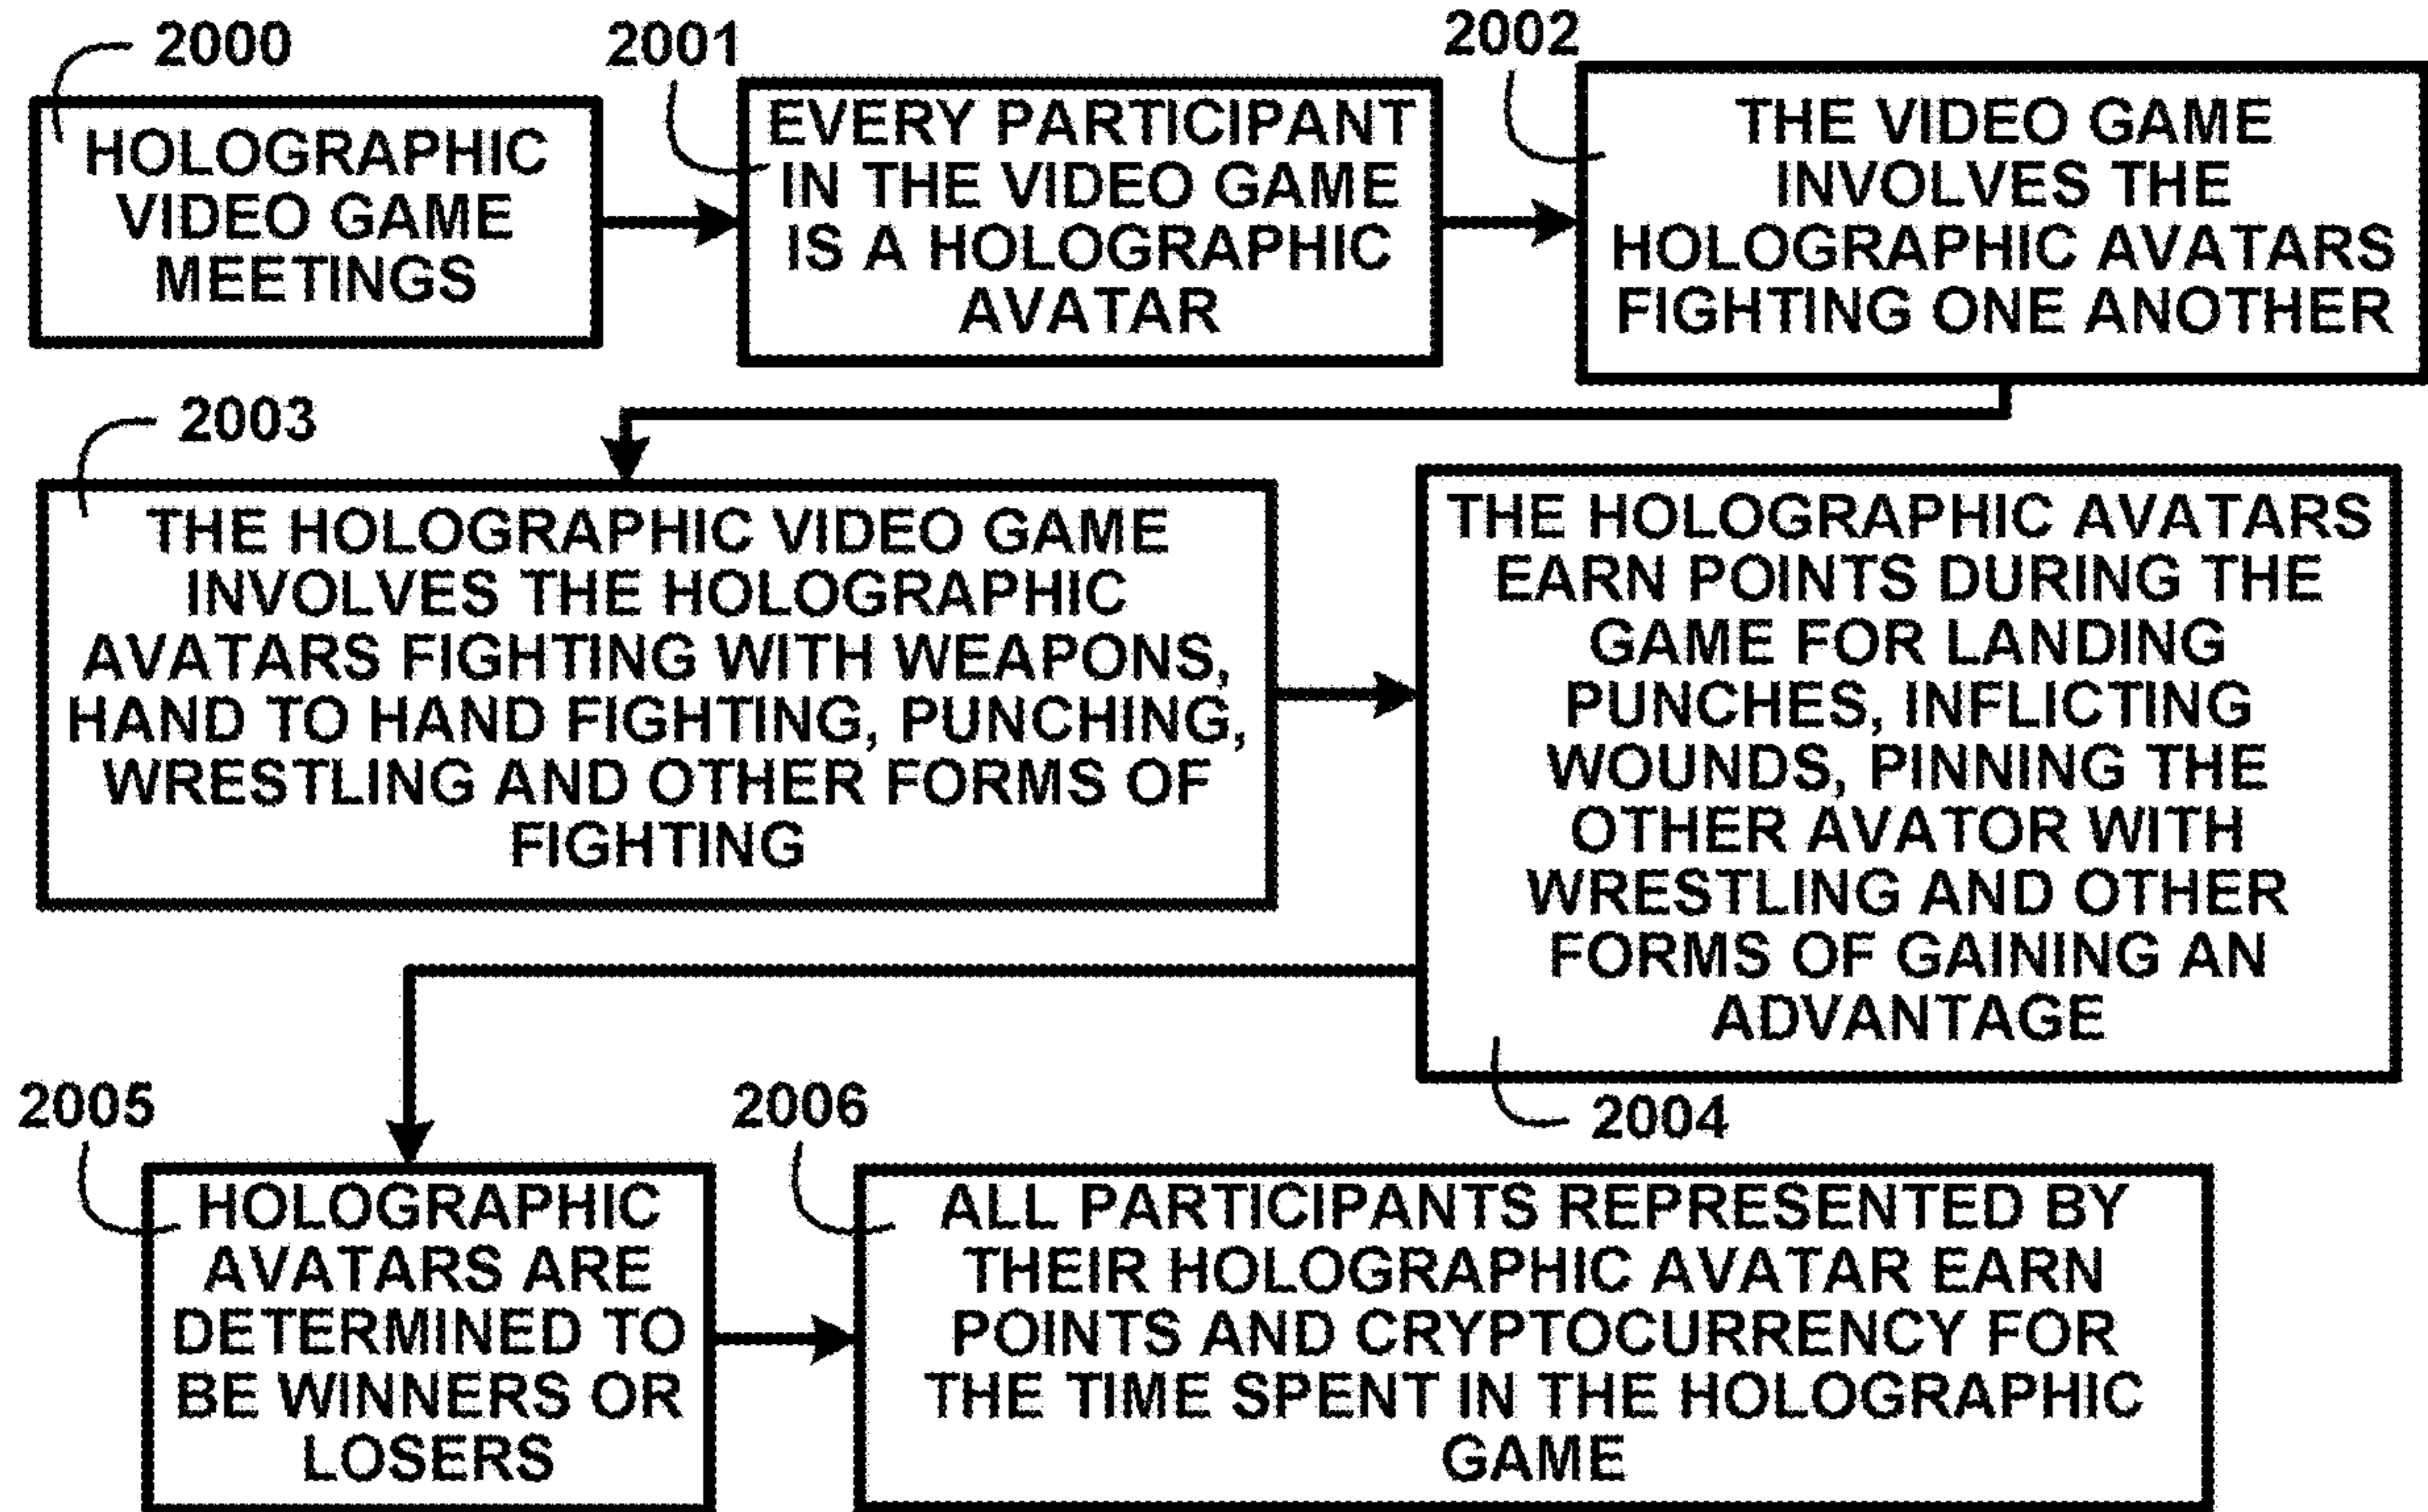 2000
HOLOGRAPHIC
VIDEO GAME
MEETINGS
2001
EVERY PARTICIPANT
IN THE VIDEO GAME
IS A HOLOGRAPHIC
AVATAR
2002
THE VIDEO GAME
INVOLVES THE
HOLOGRAPHIC AVATARS
FIGHTING ONE ANOTHER
2003
THE HOLOGRAPHIC VIDEO GAME
INVOLVES THE HOLOGRAPHIC
AVATARS FIGHTING WITH WEAPONS,
HAND TO HAND FIGHTING, PUNCHING,
WRESTLING AND OTHER FORMS OF
FIGHTING
THE HOLOGRAPHIC AVATARS
EARN POINTS DURING THE
GAME FOR LANDING
PUNCHES, INFLICTING
WOUNDS, PINNING THE
OTHER AVATOR WITH
WRESTLING AND OTHER
FORMS OF GAINING AN
ADVANTAGE
2004
2005
HOLOGRAPHIC
AVATARS ARE
DETERMINED TO
BE WINNERS OR
LOSERS
2006
ALL PARTICIPANTS REPRESENTED BY
THEIR HOLOGRAPHIC AVATAR EARN
POINTS AND CRYPTOCURRENCY FOR
THE TIME SPENT IN THE HOLOGRAPHIC
GAME